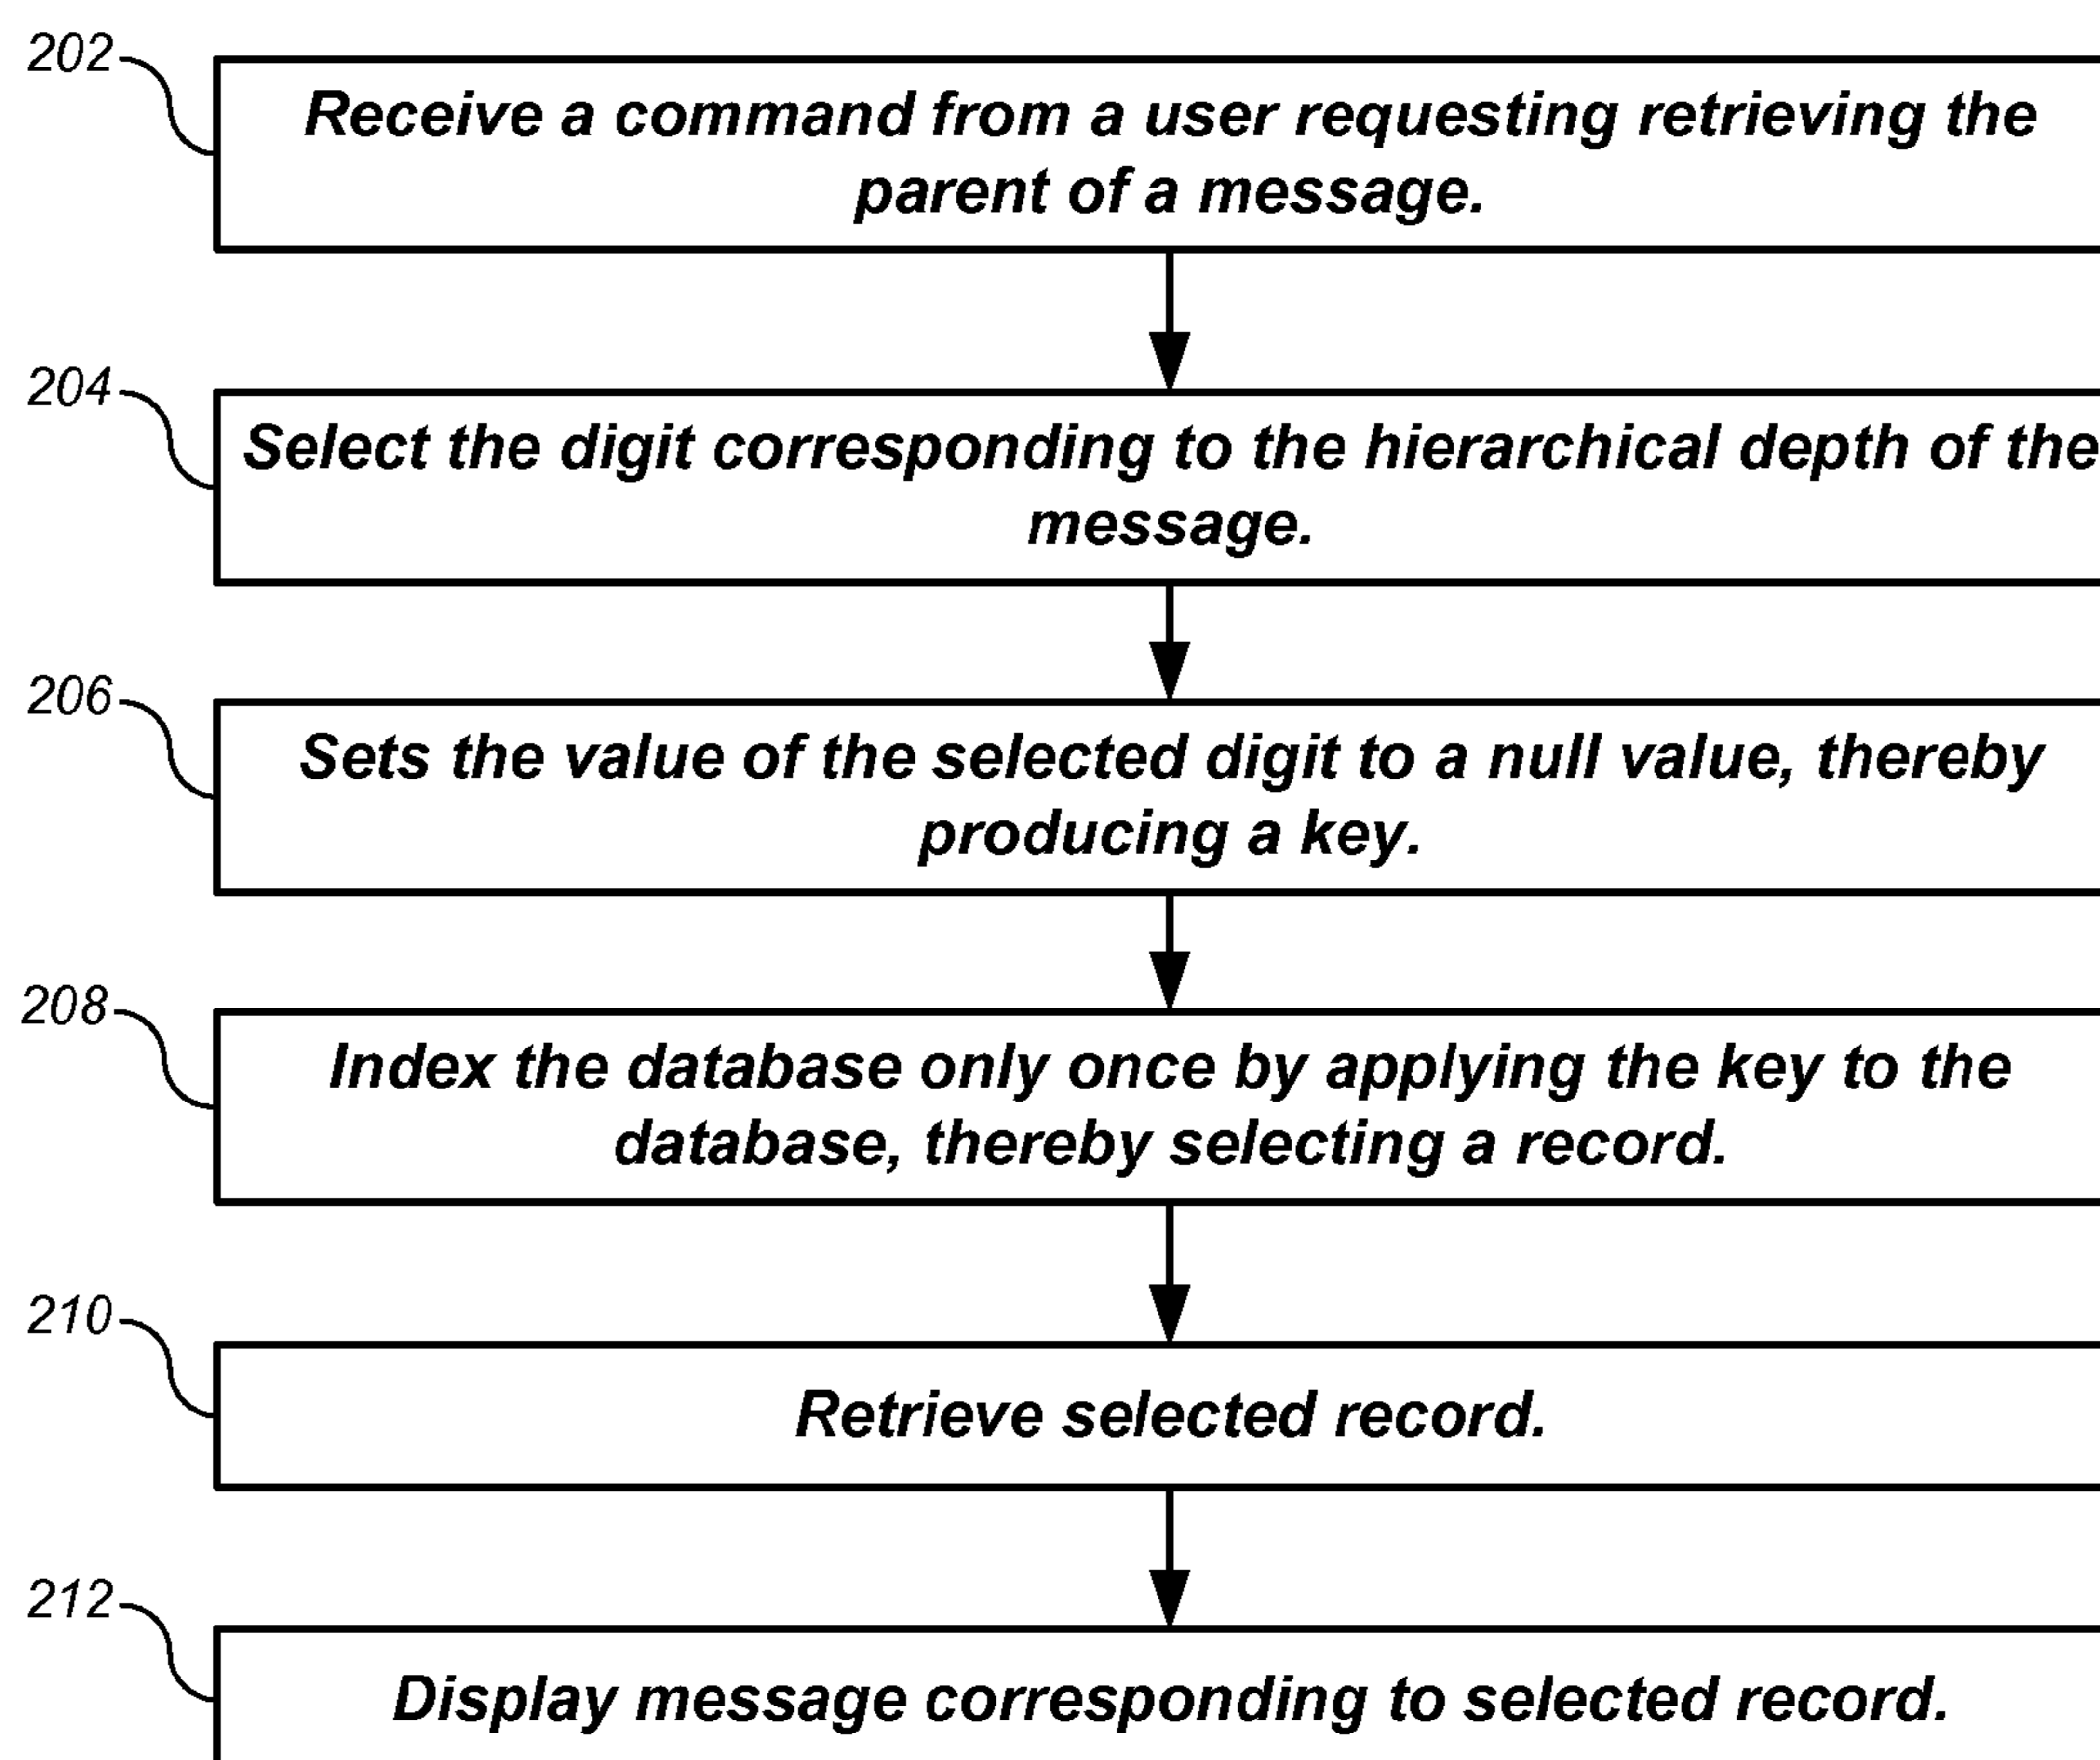 202
Receive a command from a user requesting retrieving the
parent of a message.
204
Select the digit corresponding to the hierarchical depth of the
message.
206
Sets the value of the selected digit to a null value, thereby
producing a key.
208
Index the database only once by applying the key to the
database, thereby selecting a record.
210
Retrieve selected record.
212
Display message corresponding to selected record.